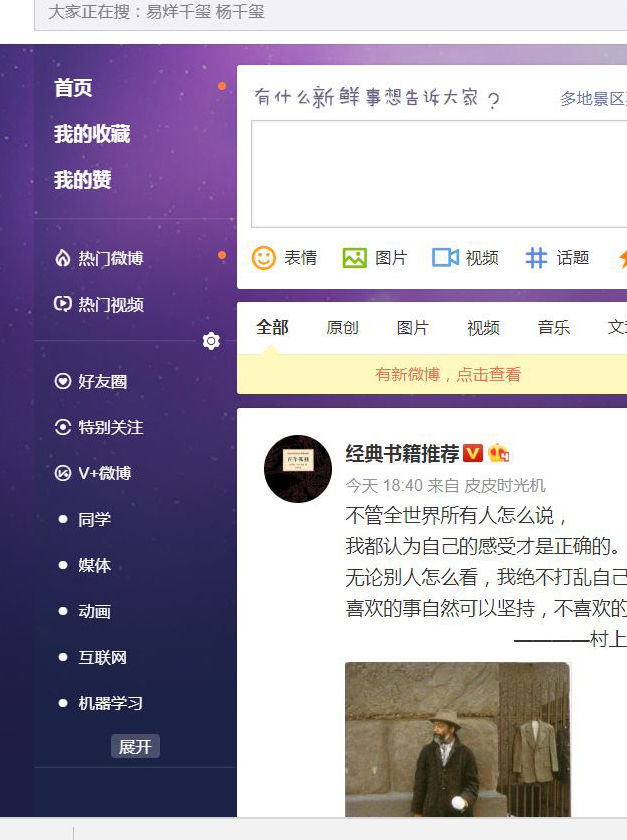 大家正在搜：易烊千玺 杨千玺
首页
我的收藏
我的赞
热门微博
热门视频
好友圈
特别关注
V+微博
同学
媒体
动画
互联网
机器学习
展开
有什么新鲜事想告诉大家？
多地景区
表情 图片 视频 话题
全部 原创 图片 视频 音乐 文
有新微博，点击查看
经典书籍推荐
今天 18:40 来自 皮皮时光机
不管全世界所有人怎么说，
我都认为自己的感受才是正确的。
无论别人怎么看，我绝不打乱自己
喜欢的事自然可以坚持，不喜欢的
————村上